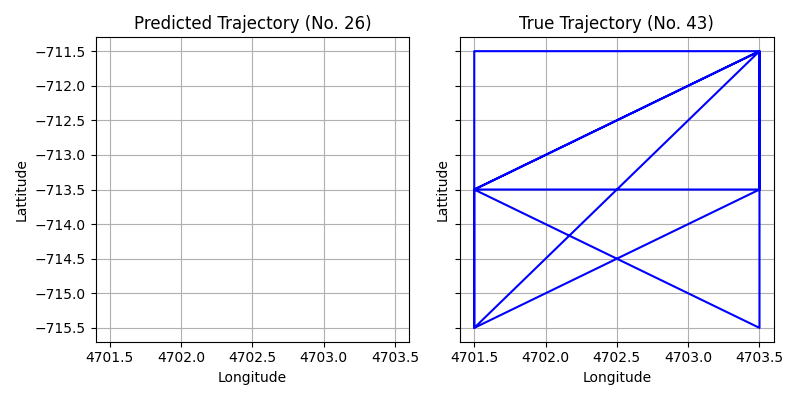 Predicted Trajectory (No. 26)
True Trajectory (No. 43)
Lattitude
−711.5
−712.0
−712.5
−713.0
−713.5
−714.0
−714.5
−715.0
−715.5
4701.5 4702.0 4702.5 4703.0 4703.5
Longitude
Lattitude
4701.5 4702.0 4702.5 4703.0 4703.5
Longitude